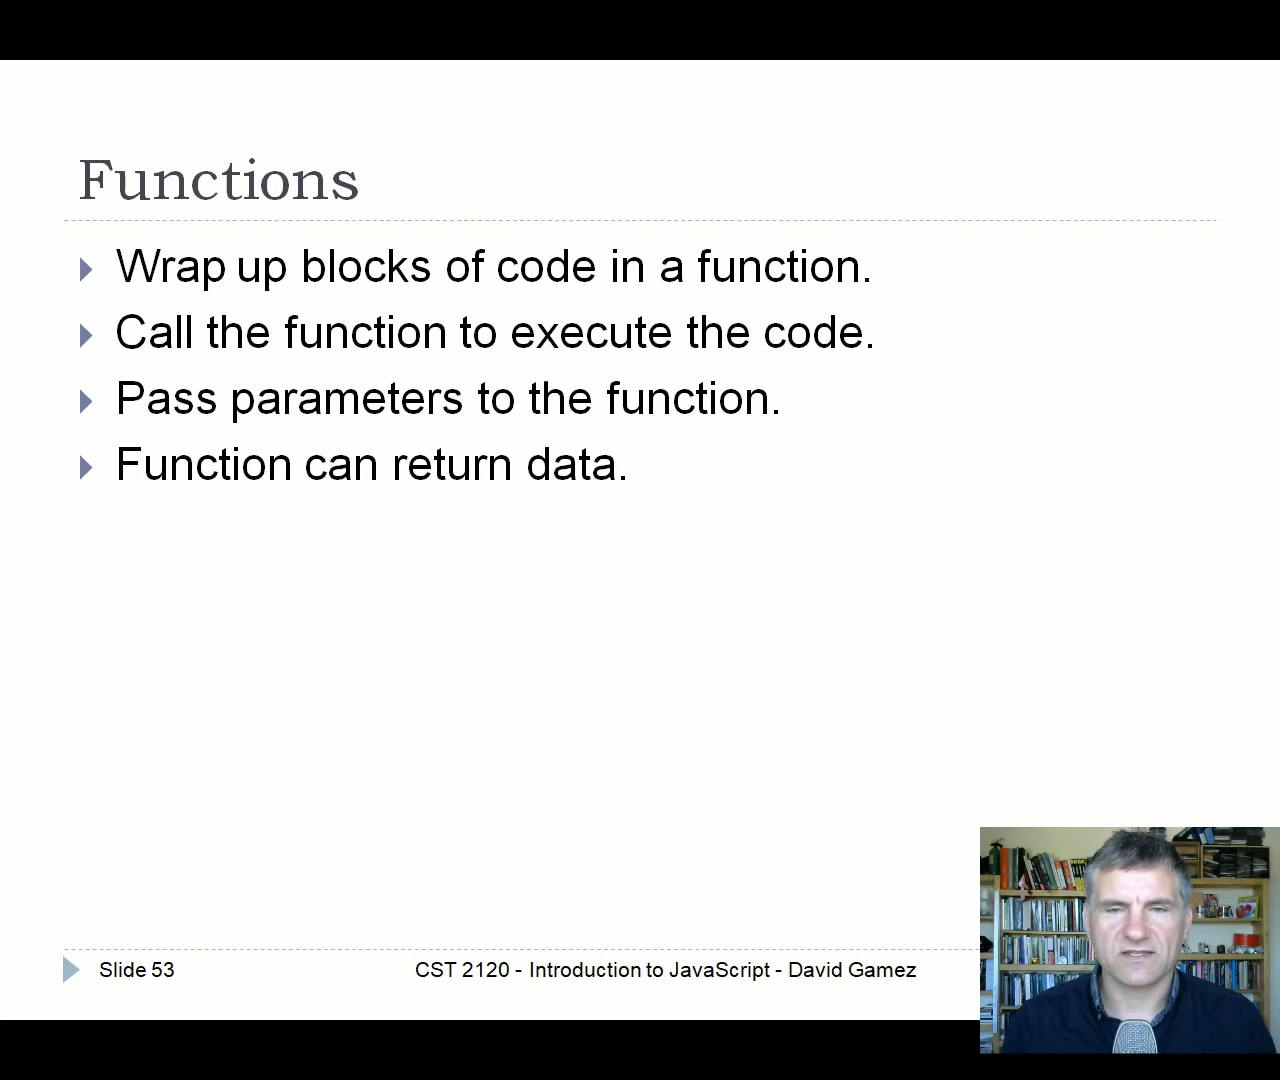 Functions
Wrap up blocks of code in a function.
Call the function to execute the code.
Pass parameters to the function.
Function can return data.
Slide 53
CST 2120 - Introduction to JavaScript - David Gamez